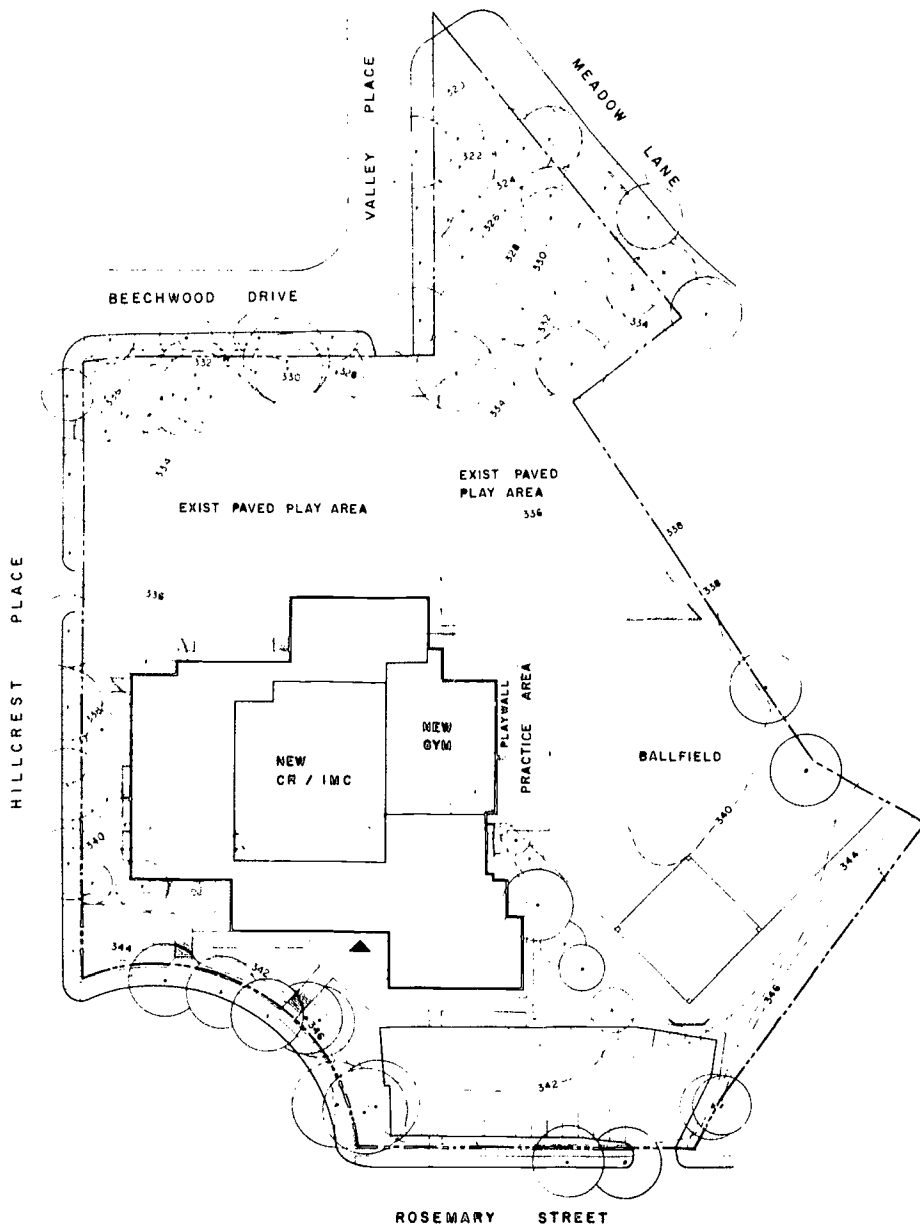 VALLEY PLACE
MEADOW LANE
322
324
326
328
330
332
334
BEECHWOOD DRIVE
332
330
328
334
334
EXIST PAVED PLAY AREA
EXIST PAVED
PLAY AREA
336
338
338
HILLCREST PLACE
336
NEW
GYM
PLAYWALL
PRACTICE AREA
NEW
CR / IMC
BALLFIELD
340
340
344
344
342
346
346
342
ROSEMARY STREET